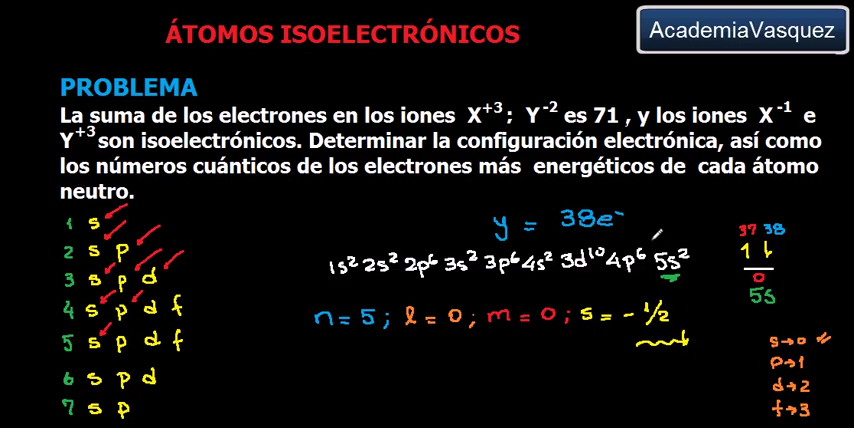 ÁTOMOS ISOELECTRÓNICOS
AcademiaVasquez
PROBLEMA
La suma de los electrones en los iones X⁺³ ; Y⁻² es 71 , y los iones X⁻¹ e
Y⁺³ son isoelectrónicos. Determinar la configuración electrónica, así como
los números cuánticos de los electrones más energéticos de cada átomo
neutro.
1 s
2 s p
3 s p d
4 s p d f
5 s p d f
6 s p d
7 s p
y = 38e⁻
1s² 2s² 2p⁶ 3s² 3p⁶ 4s² 3d¹⁰ 4p⁶ 5s²
n = 5 ; l = 0 ; m = 0 ; s = - 1/2
37 38
1 ⇂
0
5s
s→0
p→1
d→2
f→3